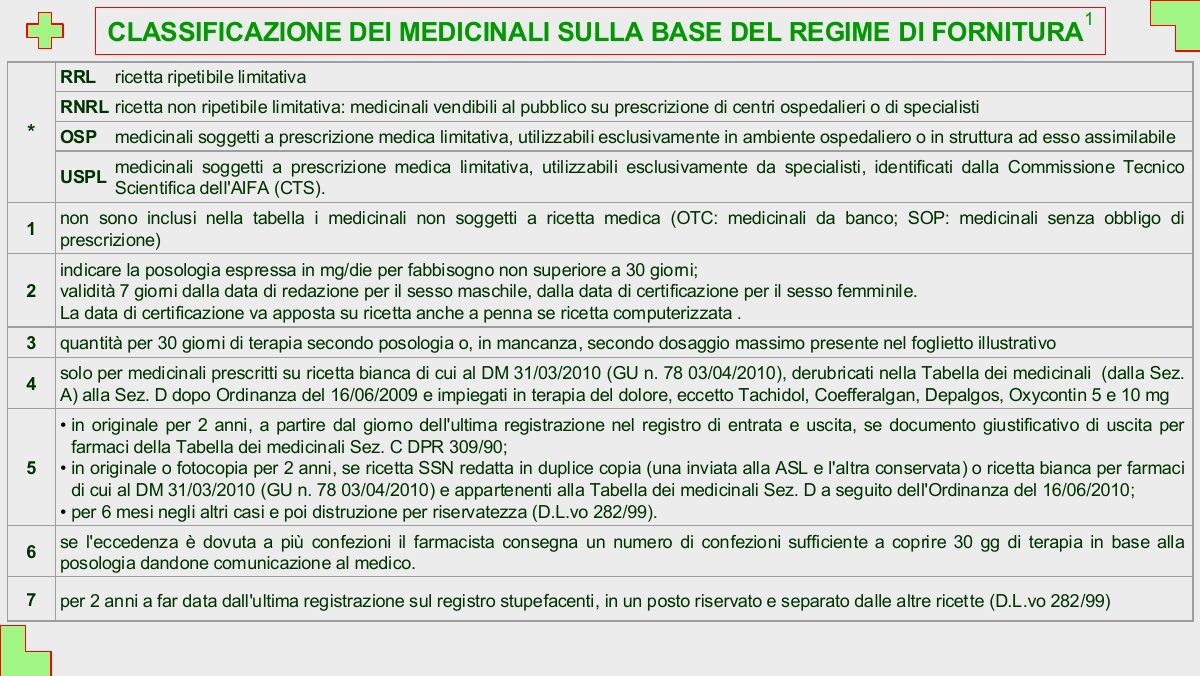 CLASSIFICAZIONE DEI MEDICINALI SULLA BASE DEL REGIME DI FORNITURA1
*
RRL ricetta ripetibile limitativa
RNRL ricetta non ripetibile limitativa: medicinali vendibili al pubblico su prescrizione di centri ospedalieri o di specialisti
OSP medicinali soggetti a prescrizione medica limitativa, utilizzabili esclusivamente in ambiente ospedaliero o in struttura ad esso assimilabile
USPL medicinali soggetti a prescrizione medica limitativa, utilizzabili esclusivamente da specialisti, identificati dalla Commissione Tecnico
Scientifica dell'AIFA (CTS).
1 non sono inclusi nella tabella i medicinali non soggetti a ricetta medica (OTC: medicinali da banco; SOP: medicinali senza obbligo di
prescrizione)
2 indicare la posologia espressa in mg/die per fabbisogno non superiore a 30 giorni;
validità 7 giorni dalla data di redazione per il sesso maschile, dalla data di certificazione per il sesso femminile.
La data di certificazione va apposta su ricetta anche a penna se ricetta computerizzata .
3 quantità per 30 giorni di terapia secondo posologia o, in mancanza, secondo dosaggio massimo presente nel foglietto illustrativo
4 solo per medicinali prescritti su ricetta bianca di cui al DM 31/03/2010 (GU n. 78 03/04/2010), derubricati nella Tabella dei medicinali (dalla Sez.
A) alla Sez. D dopo Ordinanza del 16/06/2009 e impiegati in terapia del dolore, eccetto Tachidol, Coefferalgan, Depalgos, Oxycontin 5 e 10 mg
5 • in originale per 2 anni, a partire dal giorno dell'ultima registrazione nel registro di entrata e uscita, se documento giustificativo di uscita per
farmaci della Tabella dei medicinali Sez. C DPR 309/90;
• in originale o fotocopia per 2 anni, se ricetta SSN redatta in duplice copia (una inviata alla ASL e l'altra conservata) o ricetta bianca per farmaci
di cui al DM 31/03/2010 (GU n. 78 03/04/2010) e appartenenti alla Tabella dei medicinali Sez. D a seguito dell'Ordinanza del 16/06/2010;
• per 6 mesi negli altri casi e poi distruzione per riservatezza (D.L.vo 282/99).
6 se l'eccedenza è dovuta a più confezioni il farmacista consegna un numero di confezioni sufficiente a coprire 30 gg di terapia in base alla
posologia dandone comunicazione al medico.
7 per 2 anni a far data dall'ultima registrazione sul registro stupefacenti, in un posto riservato e separato dalle altre ricette (D.L.vo 282/99)